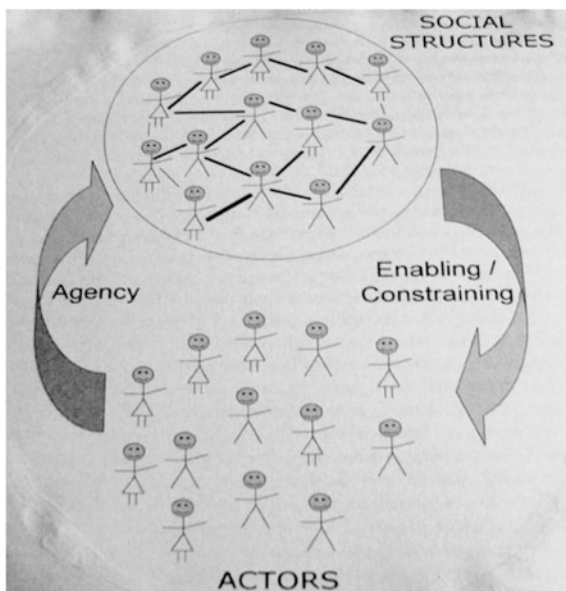 SOCIAL
STRUCTURES
Agency
Enabling /
Constraining
ACTORS